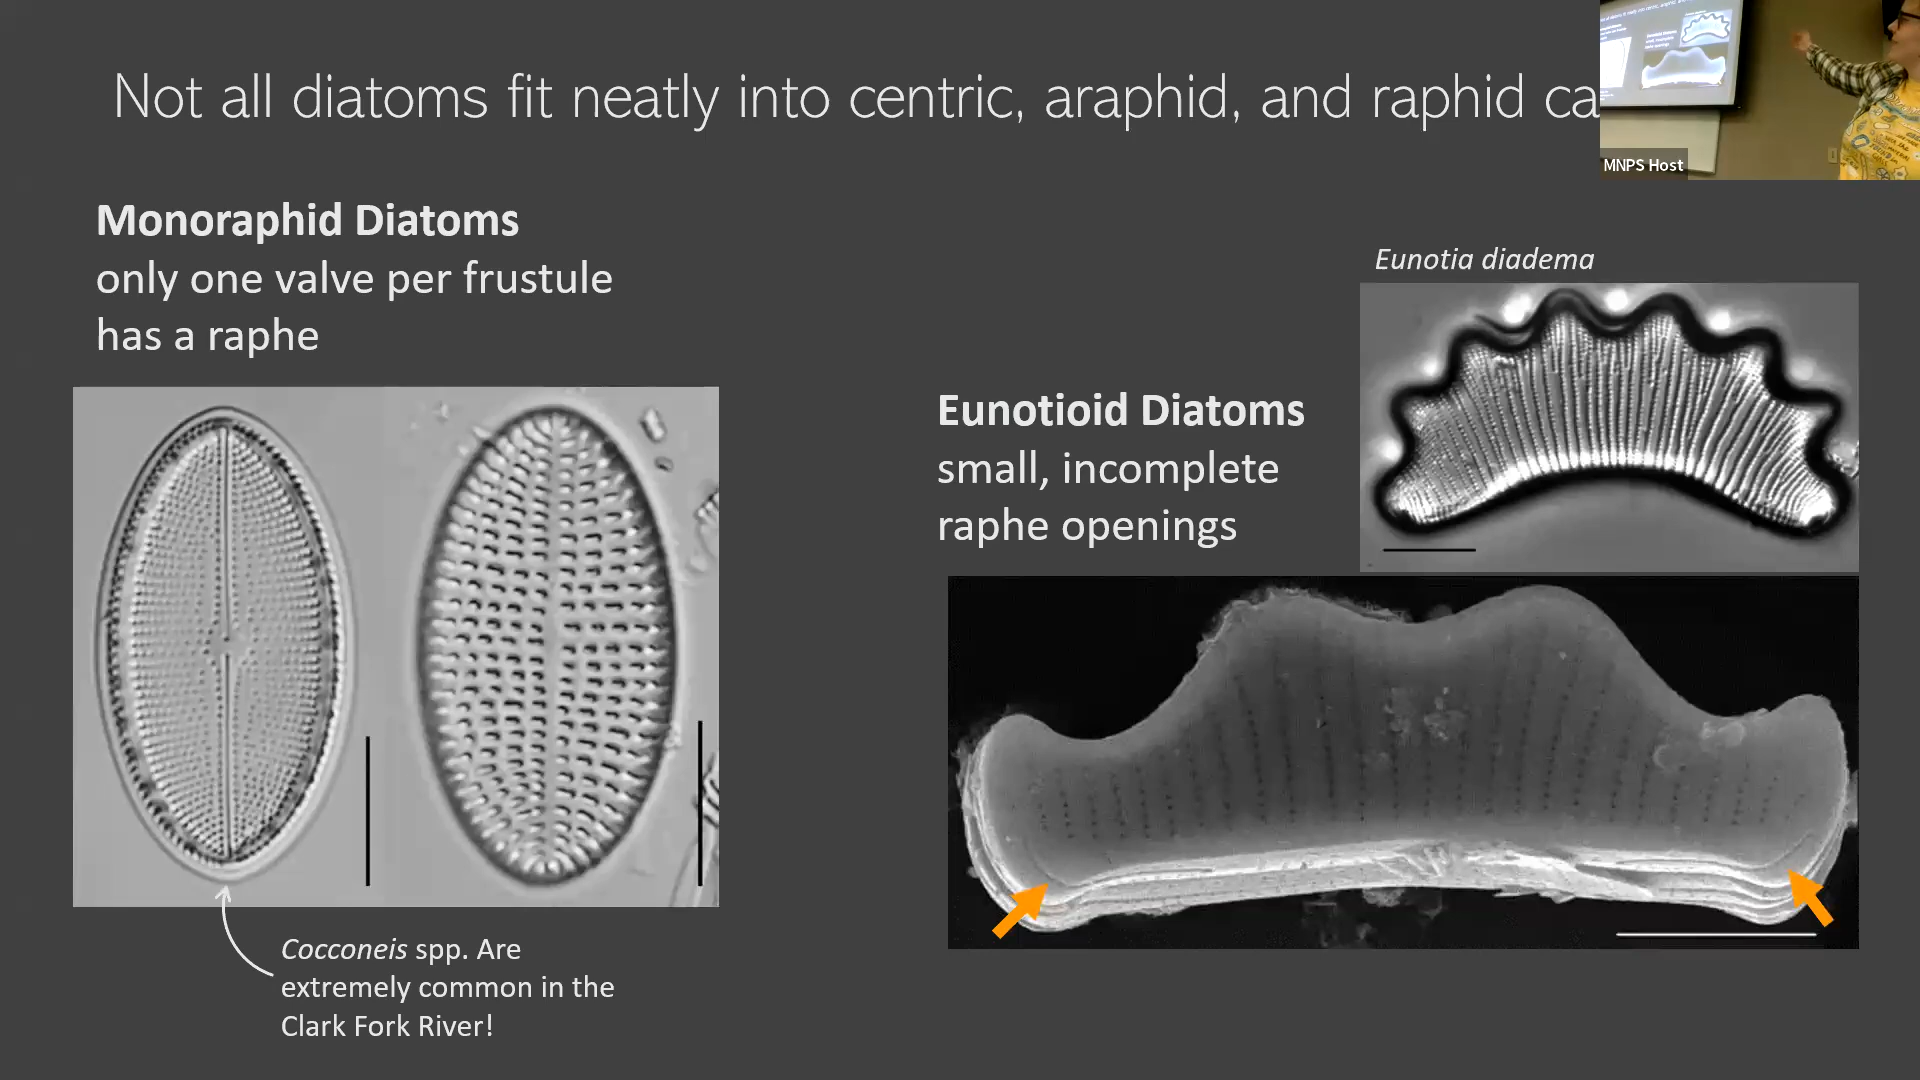 Not all diatoms fit neatly into centric, araphid, and raphid ca
MNPS Host
Monoraphid Diatoms
only one valve per frustule
has a raphe
Eunotia diadema
Eunotioid Diatoms
small, incomplete
raphe openings
Cocconeis spp. Are
extremely common in the
Clark Fork River!